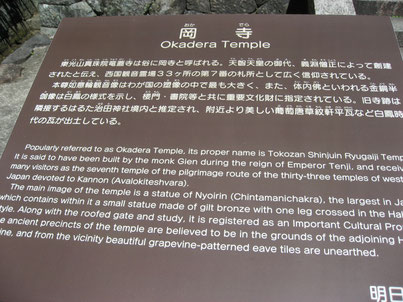 おか でら
岡 寺
Okadera Temple
東光山真珠院竜蓋寺は俗に岡寺と呼ばれる。天智天皇の御代、義淵僧正によって創建
されたと伝え、西国観音霊場33ヶ所の第7番の札所として広く信仰されている。
本尊如意輪観音像はわが国の塑像の中で最も大きく、また、体内仏といわれる金銅半
伽像は白鳳の様式を示し、楼門・書院等と共に重要文化財に指定されている。旧寺跡は
隣接するはるた治田神社境内と推定され、附近より美しい葡萄唐草紋軒平瓦など白鳳時
代の瓦が出土している。
Popularly referred to as Okadera Temple, its proper name is Tokozan Shinjuin Ryugaiji Temp
It is said to have been built by the monk Gien during the reign of Emperor Tenji, and receiv
many visitors as the seventh temple of the pilgrimage route of the thirty-three temples of weste
Japan devoted to Kannon (Avalokiteshvara).
The main image of the temple is a statue of Nyoirin (Chintamanichakra), the largest in Ja
which contains within it a small statue made of gilt bronze with one leg crossed in the Hak
style. Along with the roofed gate and study, it is registered as an Important Cultural Pro
e ancient precincts of the temple are believed to be in the grounds of the adjoining H
ine, and from the vicinity beautiful grapevine-patterned eave tiles are unearthed.
明日